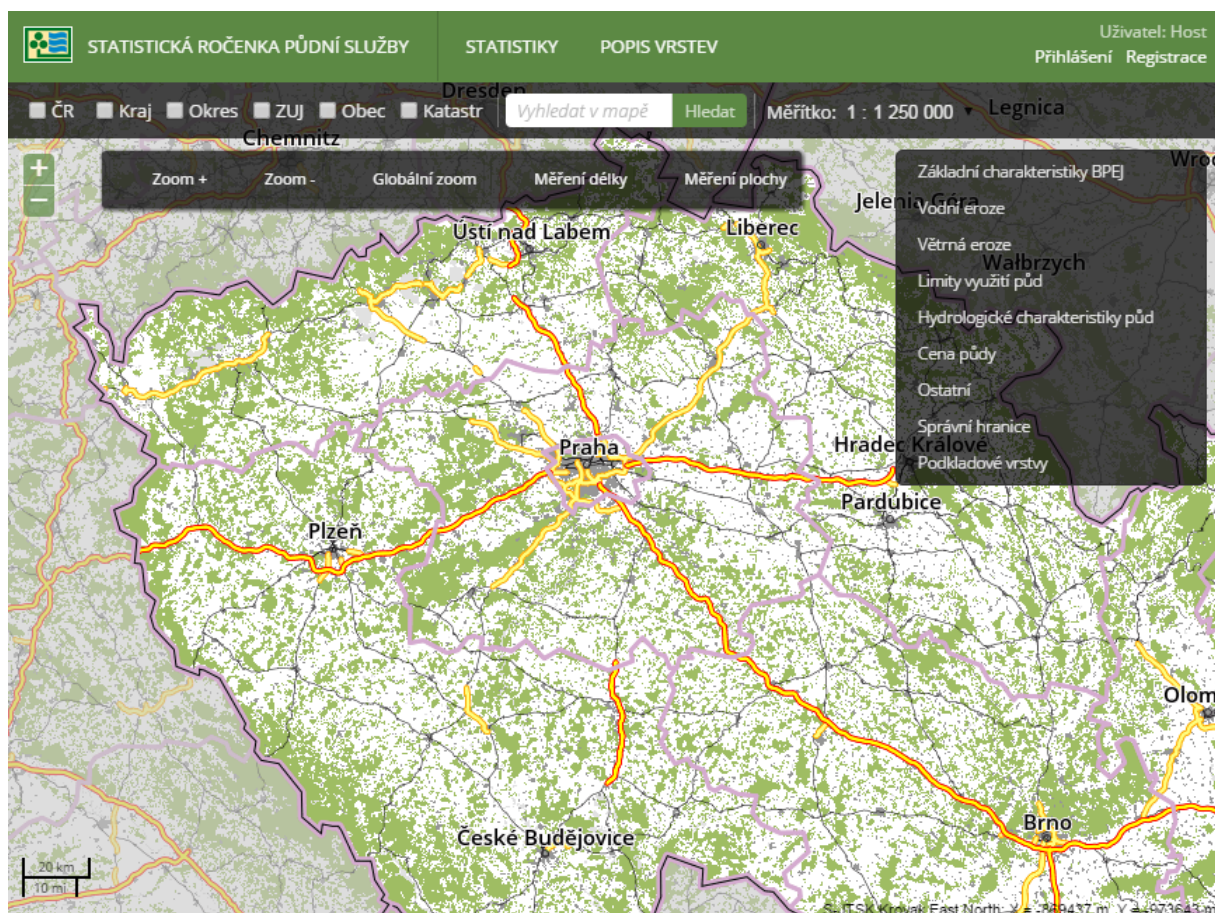 STATISTICKÁ ROČENKA PŮDNÍ SLUŽBY STATISTIKY POPIS VRSTEV
Uživatel: Host
Přihlášení Registrace
Dresden
ČR Kraj Okres ZUJ Obec Katastr Vyhledat v mapě Hledat Měřítko: 1 : 1 250 000 Legnica
Chemnitz
+
−
Zoom + Zoom - Globální zoom Měření délky Měření plochy
Základní charakteristiky BPEJ
Jelenia Góra
Vodní eroze
Ústí nad Labem
Liberec
Větrná eroze
Wałbrzych
Limity využití půd
Hydrologické charakteristiky půd
Cena půdy
Ostatní
Správní hranice
Praha
Hradec Králové
Podkladové vrstvy
Pardubice
Plzeň
Olom
Brno
České Budějovice
20 km
10 mi
S-JTSK Krovak East North X = -869437 m Y = -973643 m